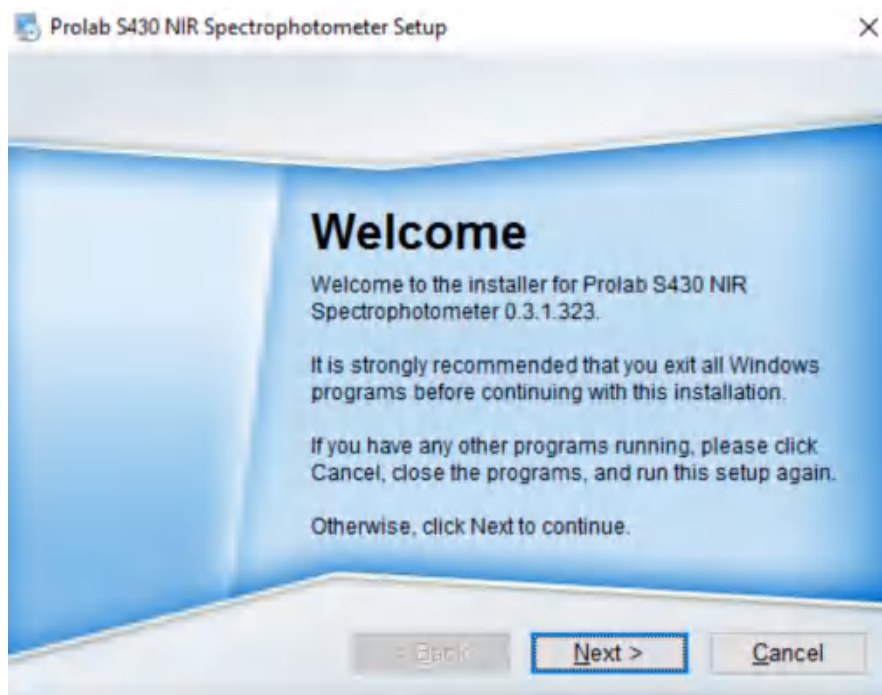 Prolab S430 NIR Spectrophotometer Setup
Welcome
Welcome to the installer for Prolab S430 NIR
Spectrophotometer 0.3.1.323.
It is strongly recommended that you exit all Windows
programs before continuing with this installation.
If you have any other programs running, please click
Cancel, close the programs, and run this setup again.
Otherwise, click Next to continue.
< Back
Next >
Cancel